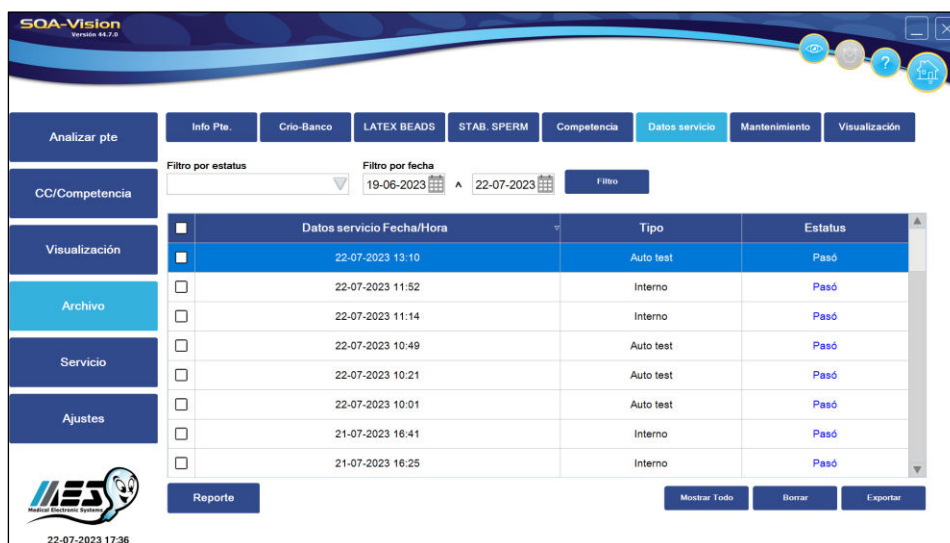 SQA-Vision
Versión 44.7.0
?
Analizar pte
CC/Competencia
Visualización
Archivo
Servicio
Ajustes
Info Pte.
Crio-Banco
LATEX BEADS
STAB. SPERM
Competencia
Datos servicio
Mantenimiento
Visualización
Filtro por estatus
Filtro por fecha
19-06-2023 ^ 22-07-2023
Filtro
Datos servicio Fecha/Hora Tipo Estatus
22-07-2023 13:10 Auto test Pasó
22-07-2023 11:52 Interno Pasó
22-07-2023 11:14 Interno Pasó
22-07-2023 10:49 Auto test Pasó
22-07-2023 10:21 Auto test Pasó
22-07-2023 10:01 Auto test Pasó
21-07-2023 16:41 Interno Pasó
21-07-2023 16:25 Interno Pasó
Reporte
Mostrar Todo
Borrar
Exportar
MES
Medical Electronic Systems
22-07-2023 17:36